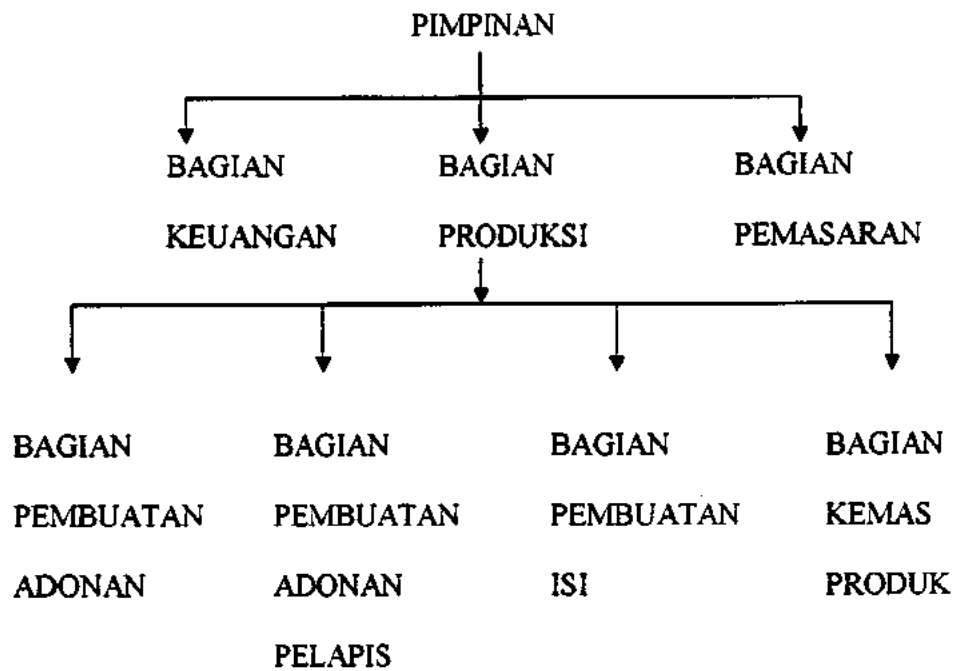 PIMPINAN
BAGIAN
KEUANGAN
BAGIAN
PRODUKSI
BAGIAN
PEMASARAN
BAGIAN
PEMBUATAN
ADONAN
BAGIAN
PEMBUATAN
ADONAN
PELAPIS
BAGIAN
PEMBUATAN
ISI
BAGIAN
KEMAS
PRODUK